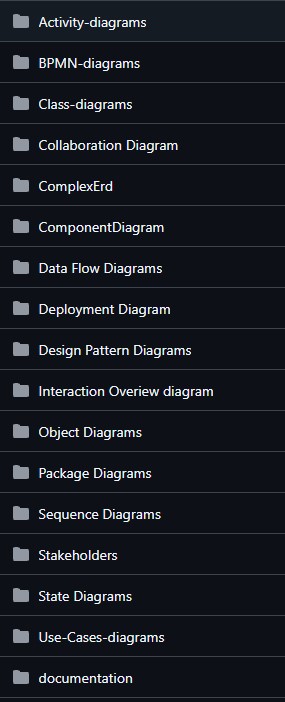 Activity-diagrams
BPMN-diagrams
Class-diagrams
Collaboration Diagram
ComplexErd
ComponentDiagram
Data Flow Diagrams
Deployment Diagram
Design Pattern Diagrams
Interaction Overiew diagram
Object Diagrams
Package Diagrams
Sequence Diagrams
Stakeholders
State Diagrams
Use-Cases-diagrams
documentation